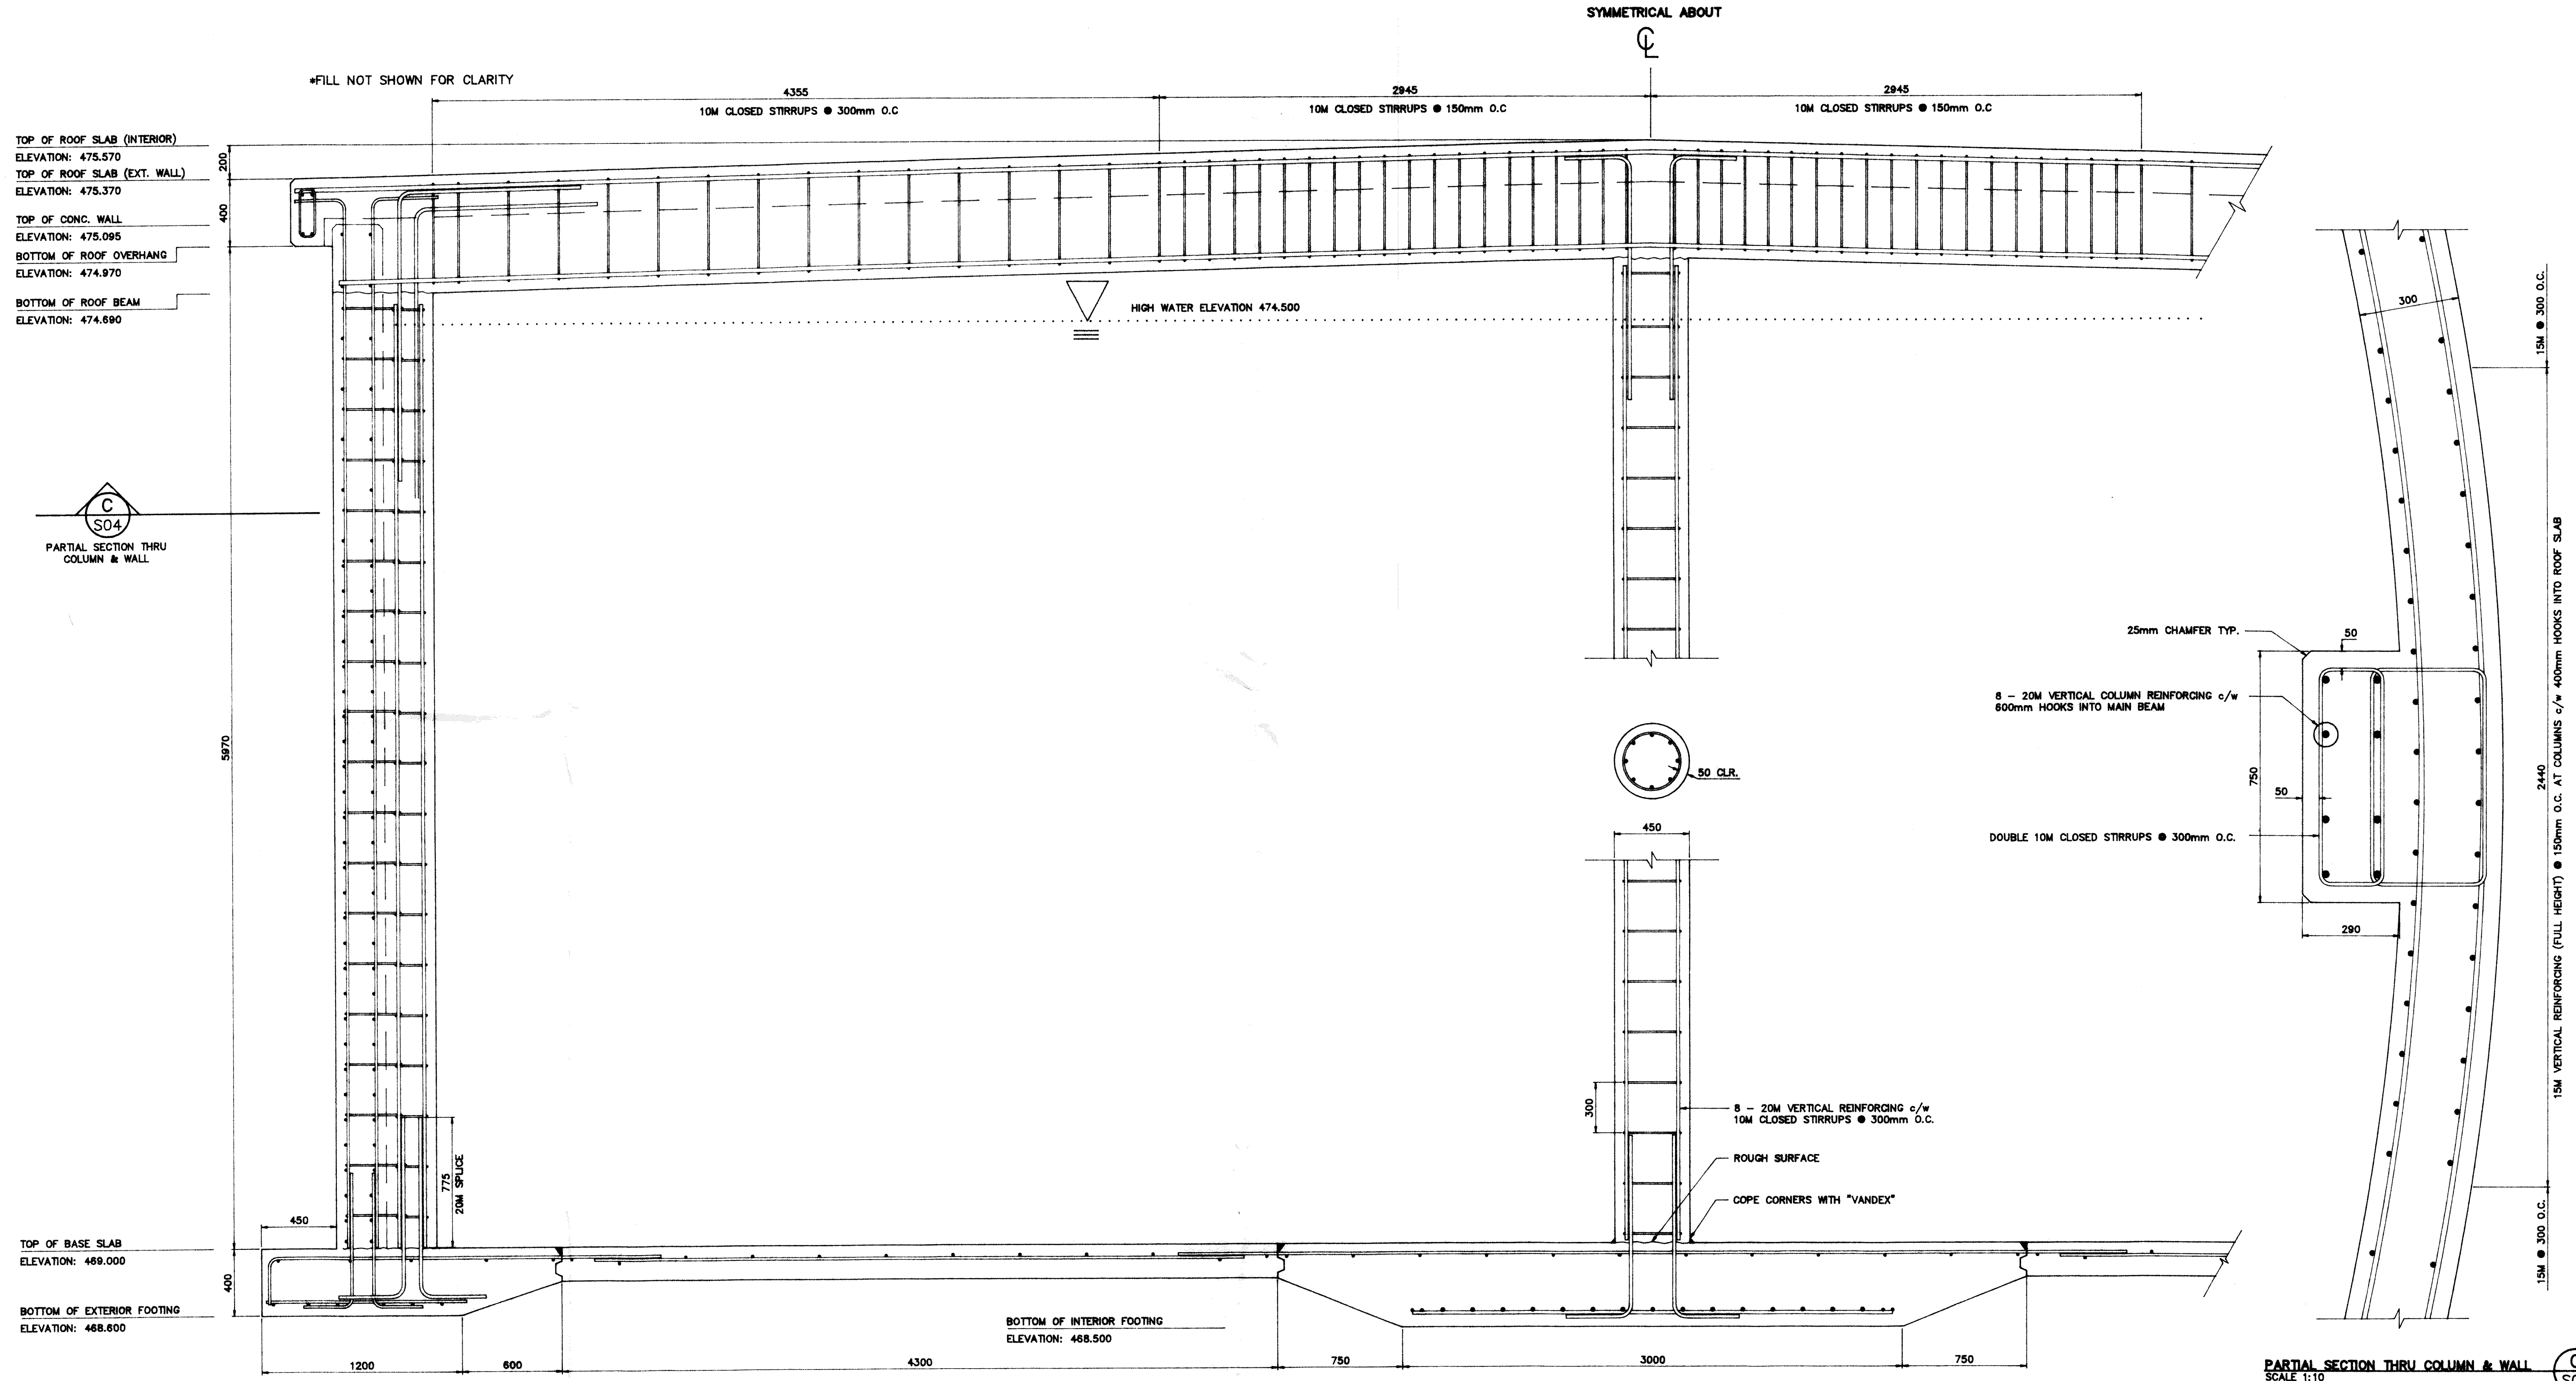 SYMMETRICAL ABOUT
CL
*FILL NOT SHOWN FOR CLARITY
4355
2945
2945
10M CLOSED STIRRUPS ● 300mm O.C
10M CLOSED STIRRUPS ● 150mm O.C
10M CLOSED STIRRUPS ● 150mm O.C
TOP OF ROOF SLAB (INTERIOR)
ELEVATION: 475.570
TOP OF ROOF SLAB (EXT. WALL)
ELEVATION: 475.370
TOP OF CONC. WALL
ELEVATION: 475.095
BOTTOM OF ROOF OVERHANG
ELEVATION: 474.970
BOTTOM OF ROOF BEAM
ELEVATION: 474.690
200
400
5970
400
HIGH WATER ELEVATION 474.500
C
S04
PARTIAL SECTION THRU
COLUMN & WALL
50 CLR.
450
300
8 - 20M VERTICAL REINFORCING c/w
10M CLOSED STIRRUPS ● 300mm O.C.
ROUGH SURFACE
COPE CORNERS WITH "VANDEX"
775
20M SPLICE
450
TOP OF BASE SLAB
ELEVATION: 469.000
BOTTOM OF EXTERIOR FOOTING
ELEVATION: 468.600
BOTTOM OF INTERIOR FOOTING
ELEVATION: 468.500
1200
600
4300
750
3000
750
300
15M ● 300 O.C.
25mm CHAMFER TYP.
50
8 - 20M VERTICAL COLUMN REINFORCING c/w
600mm HOOKS INTO MAIN BEAM
750
50
DOUBLE 10M CLOSED STIRRUPS ● 300mm O.C.
290
2440
15M VERTICAL REINFORCING (FULL HEIGHT) ● 150mm O.C. AT COLUMNS c/w 400mm HOOKS INTO ROOF SLAB
15M ● 300 O.C.
PARTIAL SECTION THRU COLUMN & WALL
SCALE 1:10